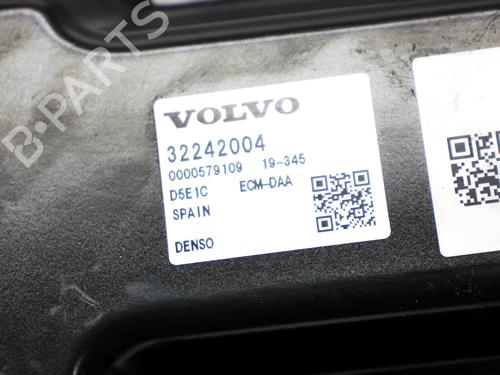 B-PARTS
VOLVO
32242004
0000579109 19-345
D5E1C ECM-DAA
SPAIN
DENSO